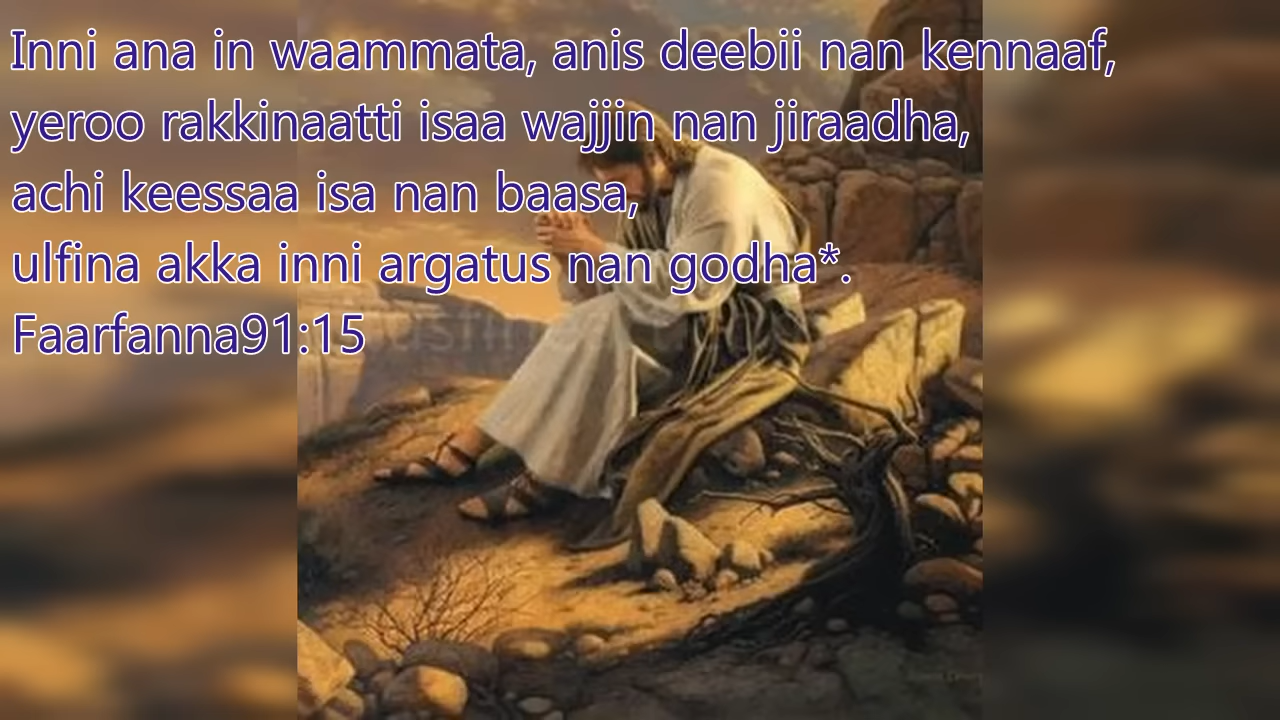 Inni ana in waammata, anis deebii nan kennaaf,
yeroo rakkinaatti isaa wajjin nan jiraadha,
achi keessaa isa nan baasa,
ulfina akka inni argatus nan godha*.
Faarfanna91:15